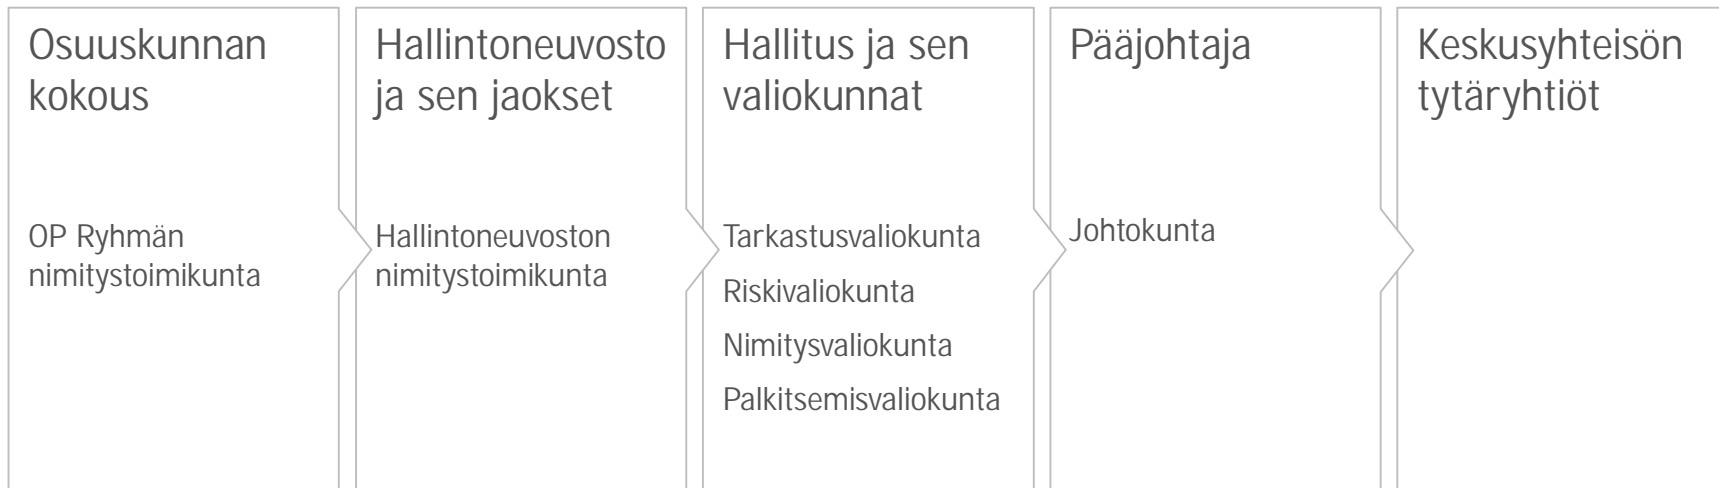 Osuuskunnan
kokous
OP Ryhmän
nimitystoimikunta
Hallintoneuvosto
ja sen jaokset
Hallintoneuvoston
nimitystoimikunta
Hallitus ja sen
valiokunnat
Tarkastusvaliokunta
Riskivaliokunta
Nimitysvaliokunta
Palkitsemisvaliokunta
Pääjohtaja
Johtokunta
Keskusyhteisön
tytäryhtiöt